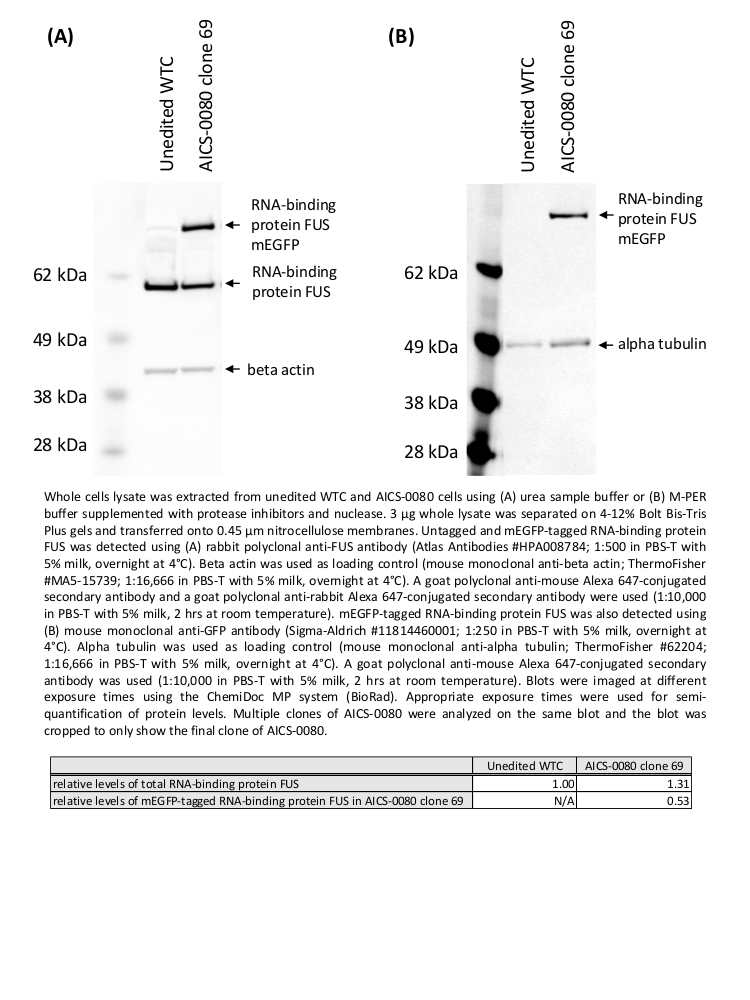 (A)
Unedited WTC
AICS-0080 clone 69
RNA-binding
protein FUS
mEGFP
RNA-binding
protein FUS
beta actin
62 kDa
49 kDa
38 kDa
28 kDa
(B)
Unedited WTC
AICS-0080 clone 69
RNA-binding
protein FUS
mEGFP
alpha tubulin
62 kDa
49 kDa
38 kDa
28 kDa
Whole cells lysate was extracted from unedited WTC and AICS-0080 cells using (A) urea sample buffer or (B) M-PER
buffer supplemented with protease inhibitors and nuclease. 3 µg whole lysate was separated on 4-12% Bolt Bis-Tris
Plus gels and transferred onto 0.45 µm nitrocellulose membranes. Untagged and mEGFP-tagged RNA-binding protein
FUS was detected using (A) rabbit polyclonal anti-FUS antibody (Atlas Antibodies #HPA008784; 1:500 in PBS-T with
5% milk, overnight at 4°C). Beta actin was used as loading control (mouse monoclonal anti-beta actin; ThermoFisher
#MA5-15739; 1:16,666 in PBS-T with 5% milk, overnight at 4°C). A goat polyclonal anti-mouse Alexa 647-conjugated
secondary antibody and a goat polyclonal anti-rabbit Alexa 647-conjugated secondary antibody were used (1:10,000
in PBS-T with 5% milk, 2 hrs at room temperature). mEGFP-tagged RNA-binding protein FUS was also detected using
(B) mouse monoclonal anti-GFP antibody (Sigma-Aldrich #11814460001; 1:250 in PBS-T with 5% milk, overnight at
4°C). Alpha tubulin was used as loading control (mouse monoclonal anti-alpha tubulin; ThermoFisher #62204;
1:16,666 in PBS-T with 5% milk, overnight at 4°C). A goat polyclonal anti-mouse Alexa 647-conjugated secondary
antibody was used (1:10,000 in PBS-T with 5% milk, 2 hrs at room temperature). Blots were imaged at different
exposure times using the ChemiDoc MP system (BioRad). Appropriate exposure times were used for semi-
quantification of protein levels. Multiple clones of AICS-0080 were analyzed on the same blot and the blot was
cropped to only show the final clone of AICS-0080.
Unedited WTC AICS-0080 clone 69
relative levels of total RNA-binding protein FUS 1.00 1.31
relative levels of mEGFP-tagged RNA-binding protein FUS in AICS-0080 clone 69 N/A 0.53